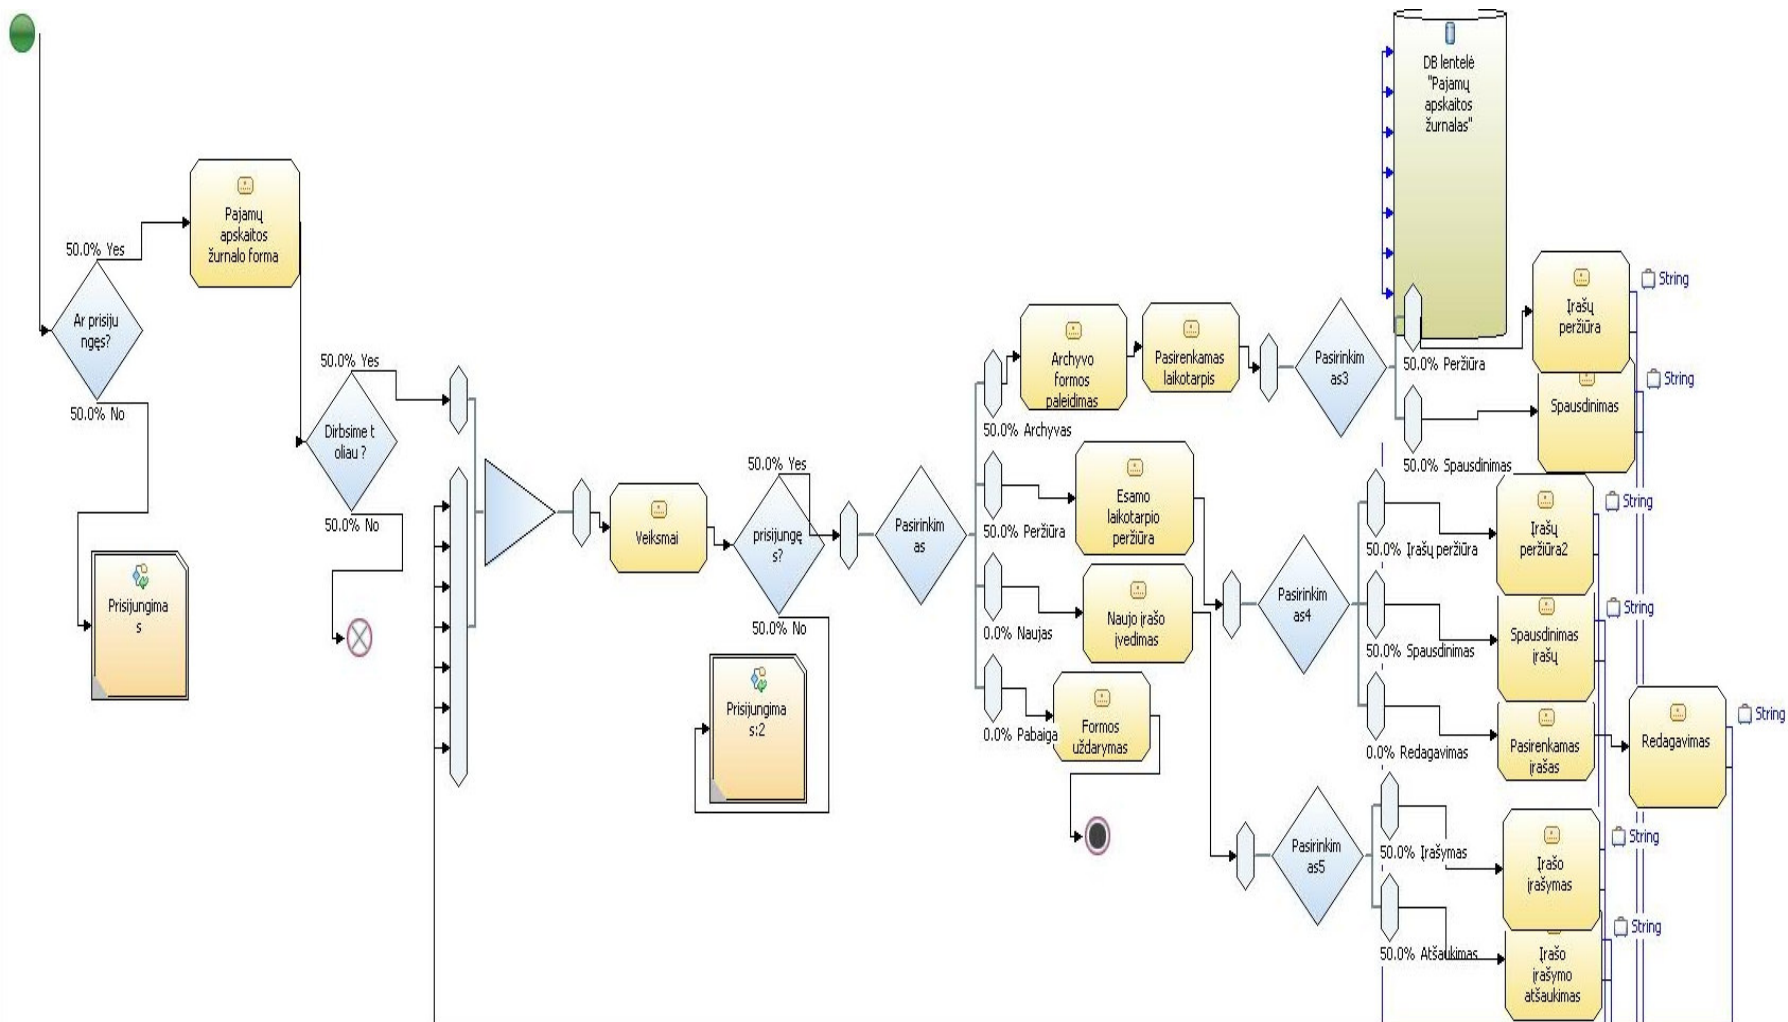 50.0% Yes
Ar prisiju
ngęs?
50.0% No
Prisijungima
s
Pajamų
apskaitos
žurnalo forma
50.0% Yes
Dirbsime t
oliau ?
50.0% No
Veiksmai
50.0% Yes
prisijungę
s?
50.0% No
Prisijungima
s:2
Pasirinkim
as
50.0% Archyvas
50.0% Peržiūra
0.0% Naujas
0.0% Pabaiga
Archyvo
formos
paleidimas
Pasirenkamas
laikotarpis
Esamo
laikotarpio
peržiūra
Naujo įrašo
įvedimas
Formos
uždarymas
Pasirinkim
as3
DB lentelė
"Pajamų
apskaitos
žurnalas"
50.0% Peržiūra
50.0% Spausdinimas
Įrašų
peržiūra
String
Spausdinimas
String
Pasirinkim
as4
50.0% Įrašų peržiūra
50.0% Spausdinimas
0.0% Redagavimas
Įrašų
peržiūra2
String
Spausdinimas
įrašų
String
Pasirenkamas
įrašas
Redagavimas
String
Pasirinkim
as5
50.0% Įrašymas
50.0% Atšaukimas
Įrašo
įrašymas
String
Įrašo
įrašymo
atšaukimas
String